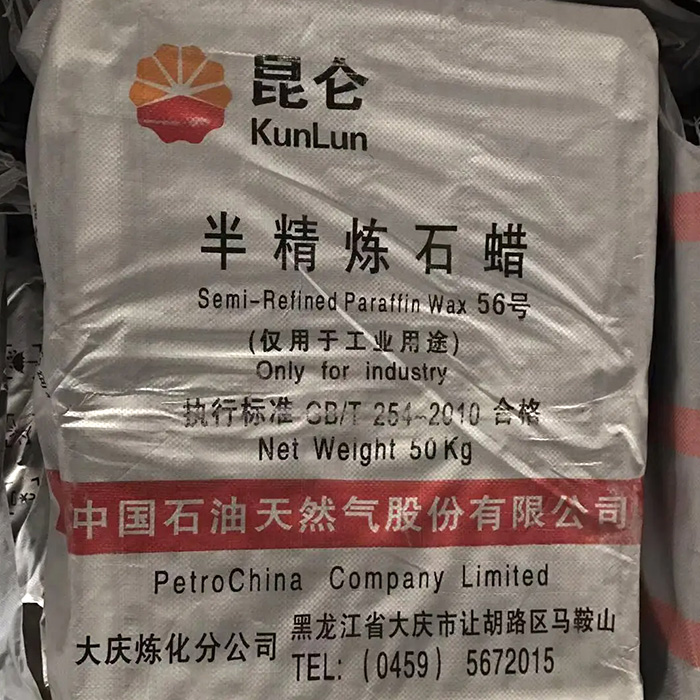 昆仑
KunLun
半精炼石蜡
Semi-Refined Paraffin Wax 56号
(仅用于工业用途)
Only for industry
执行标准 GB/T 254-2010 合格
Net Weight 50Kg
中国石油天然气股份有限公司
PetroChina Company Limited
大庆炼化分公司
黑龙江省大庆市让胡路区马鞍山
TEL: (0459) 5672015